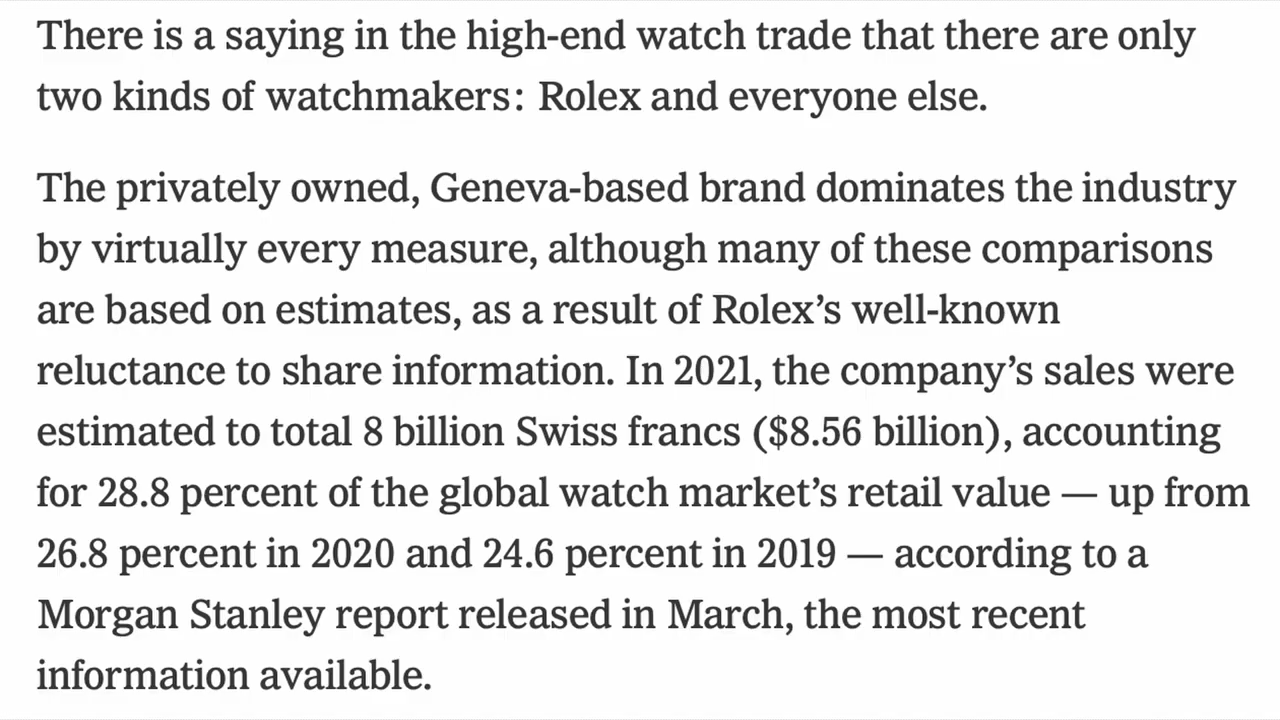 There is a saying in the high-end watch trade that there are only
two kinds of watchmakers: Rolex and everyone else.
The privately owned, Geneva-based brand dominates the industry
by virtually every measure, although many of these comparisons
are based on estimates, as a result of Rolex’s well-known
reluctance to share information. In 2021, the company’s sales were
estimated to total 8 billion Swiss francs ($8.56 billion), accounting
for 28.8 percent of the global watch market’s retail value — up from
26.8 percent in 2020 and 24.6 percent in 2019 — according to a
Morgan Stanley report released in March, the most recent
information available.